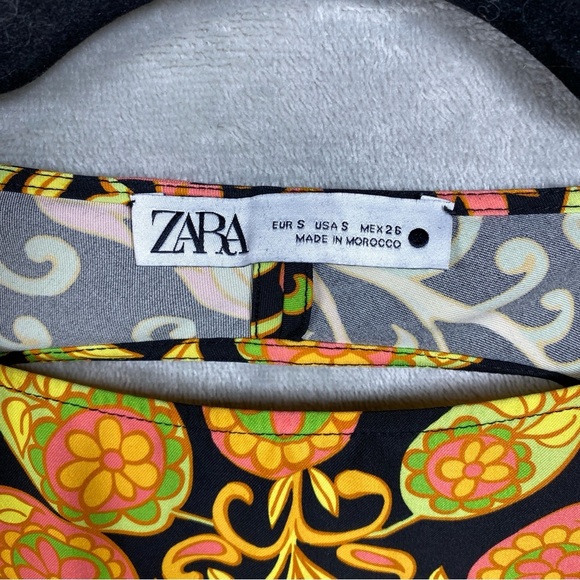 ZARA
EUR S USA S MEX 26
MADE IN MOROCCO